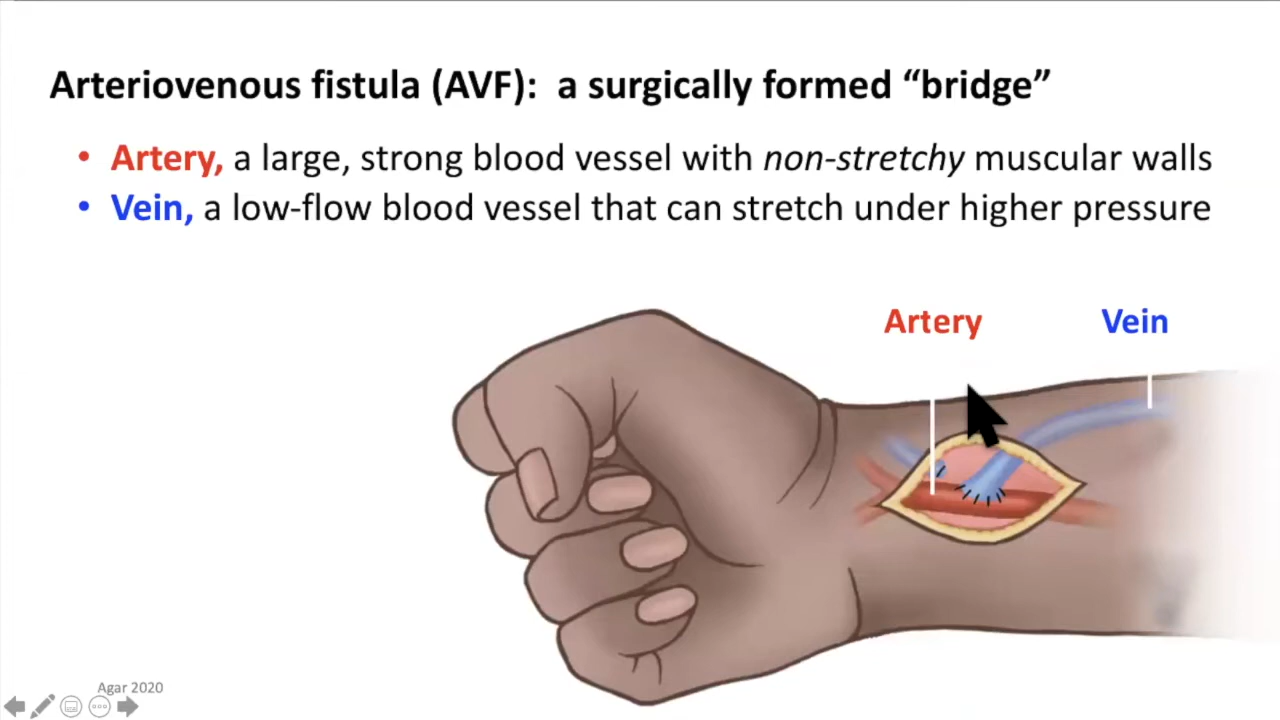 Arteriovenous fistula (AVF):  a surgically formed “bridge”
• Artery, a large, strong blood vessel with non-stretchy muscular walls
• Vein, a low-flow blood vessel that can stretch under higher pressure
Artery Vein
Agar 2020